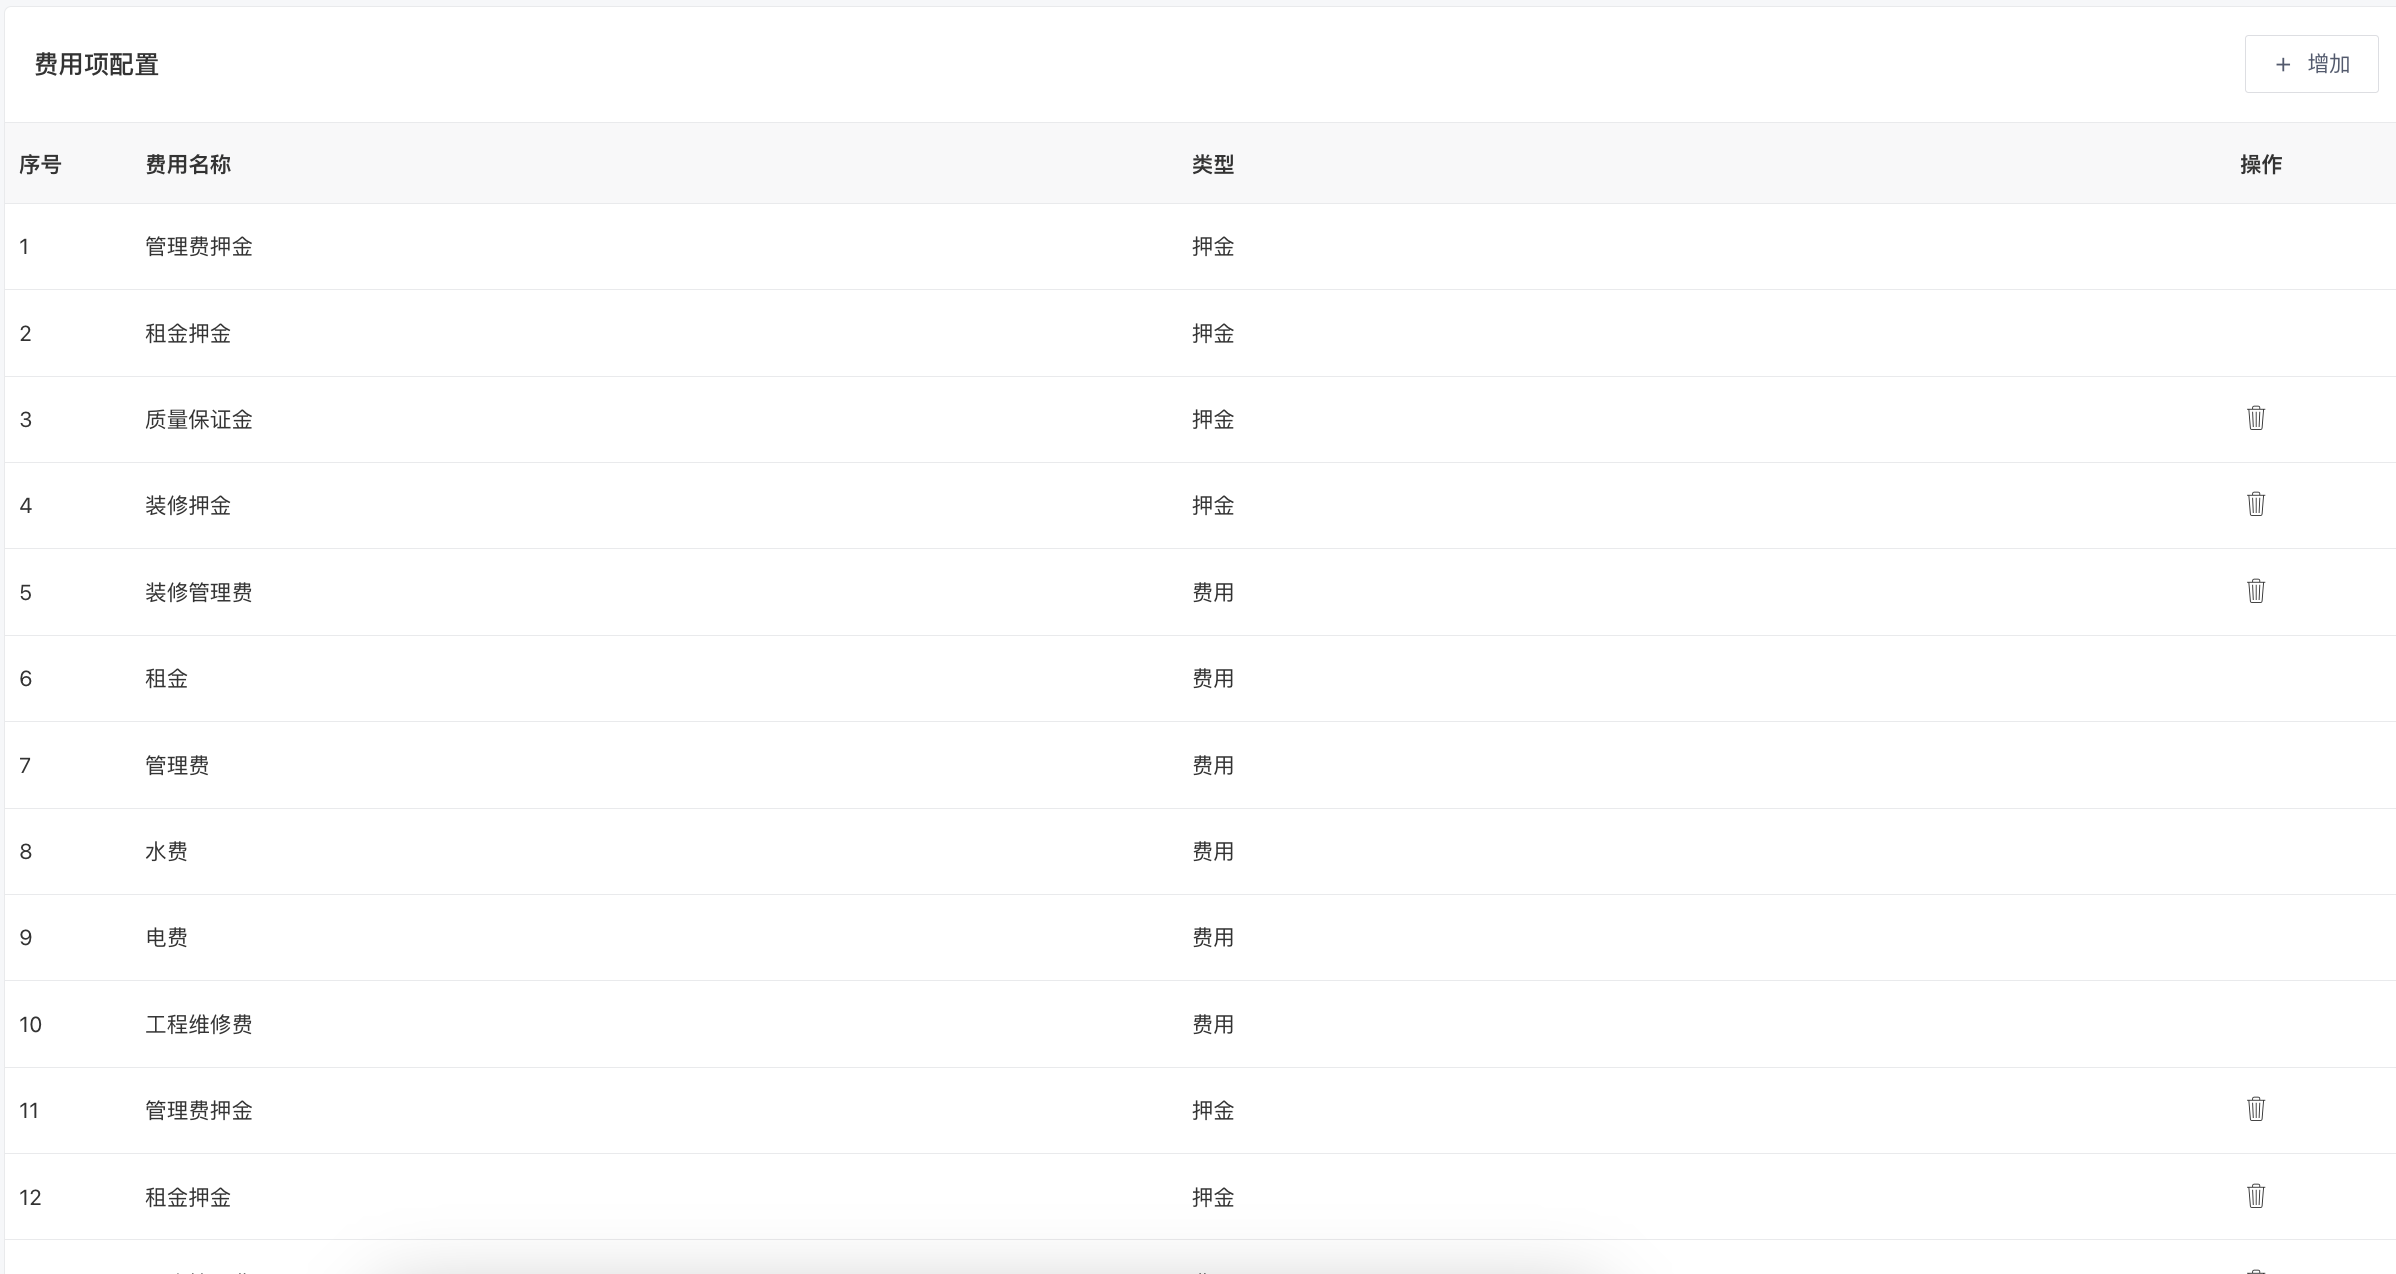 费用项配置
+ 增加
序号 费用名称 类型 操作
1 管理费押金 押金
2 租金押金 押金
3 质量保证金 押金
4 装修押金 押金
5 装修管理费 费用
6 租金 费用
7 管理费 费用
8 水费 费用
9 电费 费用
10 工程维修费 费用
11 管理费押金 押金
12 租金押金 押金